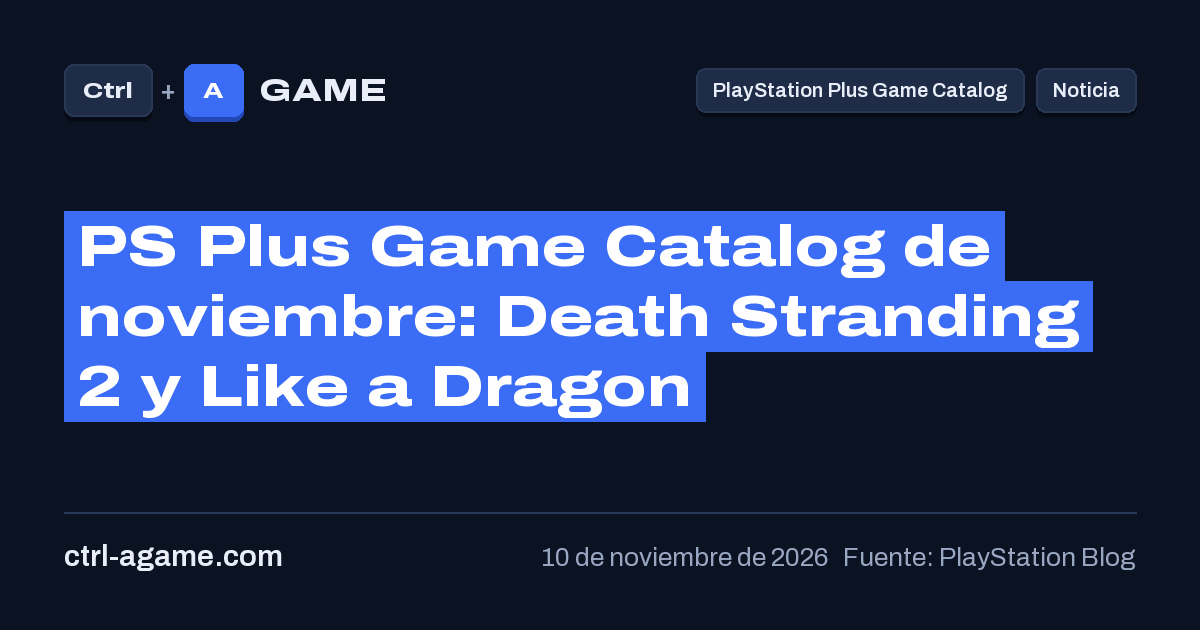 Ctrl + A GAME
PlayStation Plus Game Catalog
Noticia
PS Plus Game Catalog de
noviembre: Death Stranding
2 y Like a Dragon
ctrl-agame.com
10 de noviembre de 2026 Fuente: PlayStation Blog